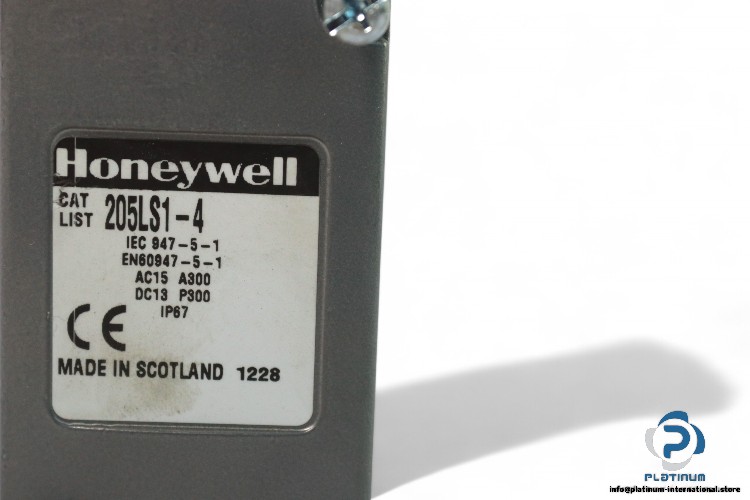 Honeywell
CAT
LIST 205LS1-4
IEC 947-5-1
EN60947-5-1
AC15 A300
DC13 P300
IP67
CE
MADE IN SCOTLAND 1228
PLATINUM
info@platinum-international.store